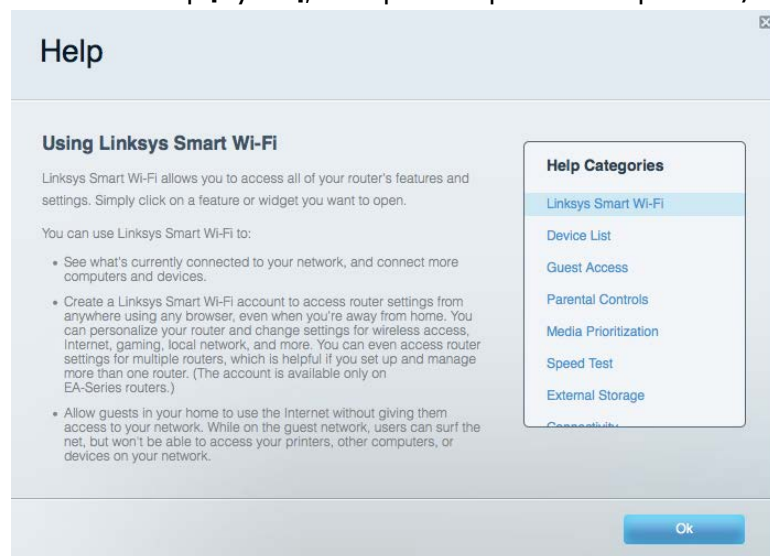 Help
Using Linksys Smart Wi-Fi
Linksys Smart Wi-Fi allows you to access all of your router's features and
settings. Simply click on a feature or widget you want to open.
You can use Linksys Smart Wi-Fi to:
• See what's currently connected to your network, and connect more
computers and devices.
• Create a Linksys Smart Wi-Fi account to access router settings from
anywhere using any browser, even when you're away from home. You
can personalize your router and change settings for wireless access,
Internet, gaming, local network, and more. You can even access router
settings for multiple routers, which is helpful if you set up and manage
more than one router. (The account is available only on
EA-Series routers.)
• Allow guests in your home to use the Internet without giving them
access to your network. While on the guest network, users can surf the
net, but won't be able to access your printers, other computers, or
devices on your network.
Help Categories
Linksys Smart Wi-Fi
Device List
Guest Access
Parental Controls
Media Prioritization
Speed Test
External Storage
Connectivity
Ok